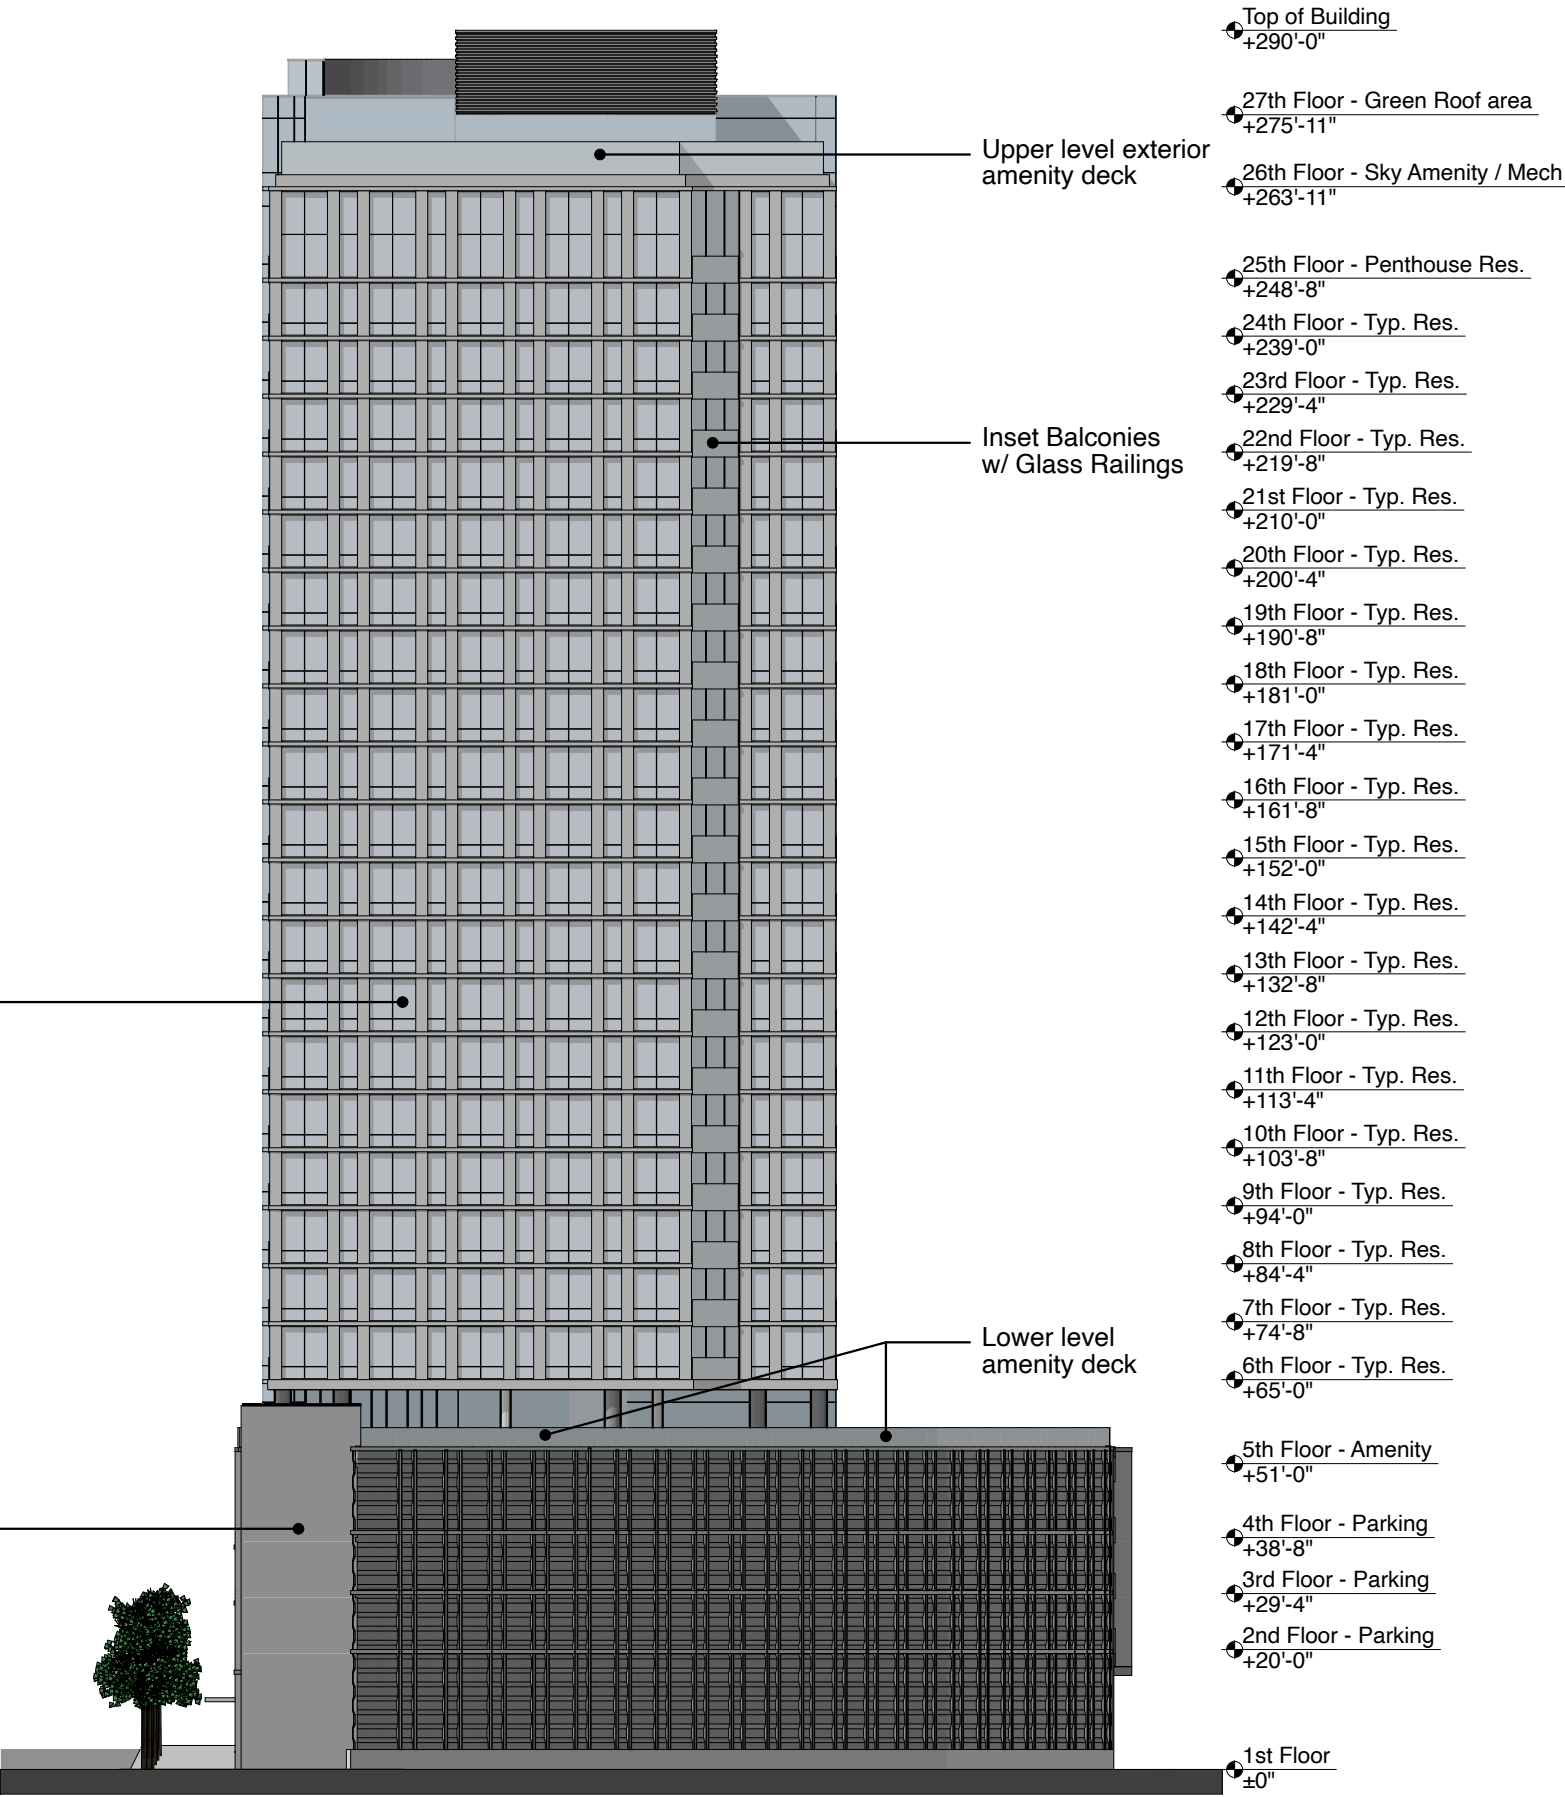 Top of Building
+290'-0"
27th Floor - Green Roof area
+275'-11"
Upper level exterior
amenity deck
26th Floor - Sky Amenity / Mech
+263'-11"
25th Floor - Penthouse Res.
+248'-8"
24th Floor - Typ. Res.
+239'-0"
23rd Floor - Typ. Res.
+229'-4"
Inset Balconies
w/ Glass Railings
22nd Floor - Typ. Res.
+219'-8"
21st Floor - Typ. Res.
+210'-0"
20th Floor - Typ. Res.
+200'-4"
19th Floor - Typ. Res.
+190'-8"
18th Floor - Typ. Res.
+181'-0"
17th Floor - Typ. Res.
+171'-4"
16th Floor - Typ. Res.
+161'-8"
15th Floor - Typ. Res.
+152'-0"
14th Floor - Typ. Res.
+142'-4"
13th Floor - Typ. Res.
+132'-8"
12th Floor - Typ. Res.
+123'-0"
11th Floor - Typ. Res.
+113'-4"
10th Floor - Typ. Res.
+103'-8"
9th Floor - Typ. Res.
+94'-0"
8th Floor - Typ. Res.
+84'-4"
7th Floor - Typ. Res.
+74'-8"
Lower level
amenity deck
6th Floor - Typ. Res.
+65'-0"
5th Floor - Amenity
+51'-0"
4th Floor - Parking
+38'-8"
3rd Floor - Parking
+29'-4"
2nd Floor - Parking
+20'-0"
1st Floor
±0"